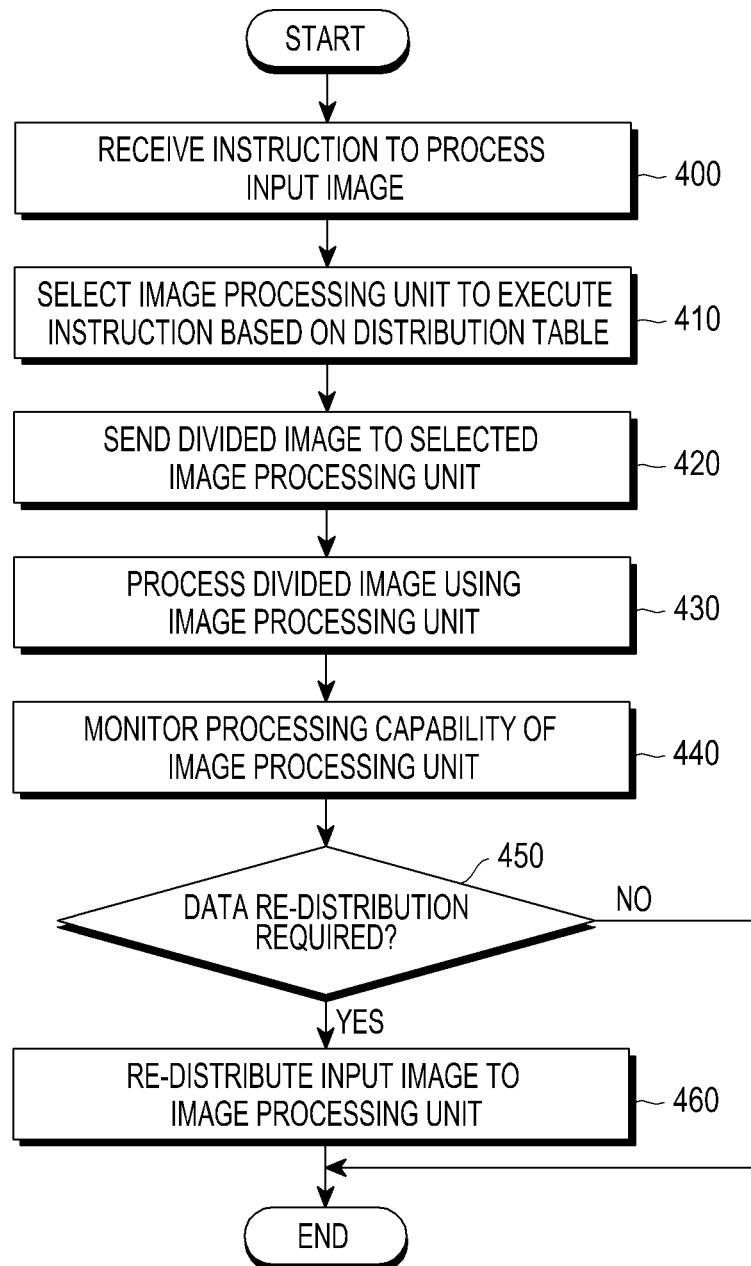 START
RECEIVE INSTRUCTION TO PROCESS
INPUT IMAGE
400
SELECT IMAGE PROCESSING UNIT TO EXECUTE
INSTRUCTION BASED ON DISTRIBUTION TABLE
410
SEND DIVIDED IMAGE TO SELECTED
IMAGE PROCESSING UNIT
420
PROCESS DIVIDED IMAGE USING
IMAGE PROCESSING UNIT
430
MONITOR PROCESSING CAPABILITY OF
IMAGE PROCESSING UNIT
440
450
DATA RE-DISTRIBUTION
REQUIRED?
NO
YES
RE-DISTRIBUTE INPUT IMAGE TO
IMAGE PROCESSING UNIT
460
END